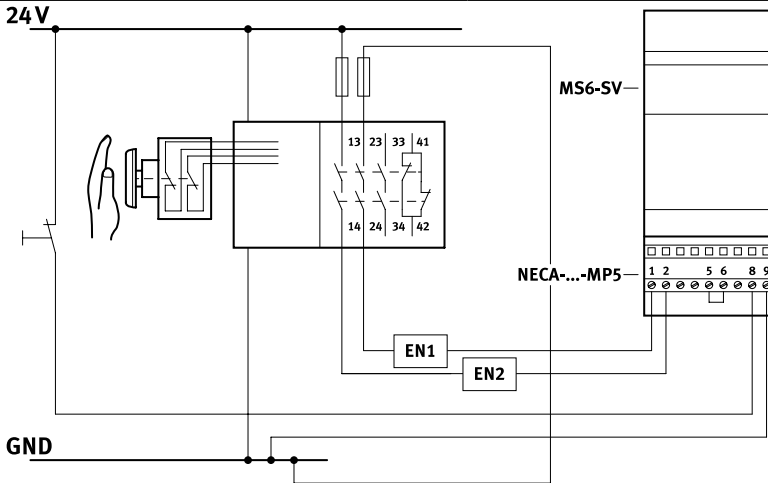 24 V
MS6-SV
13 23 33 41
14 24 34 42
NECA-...-MP5
1 2 5 6 8 9
EN1
EN2
GND